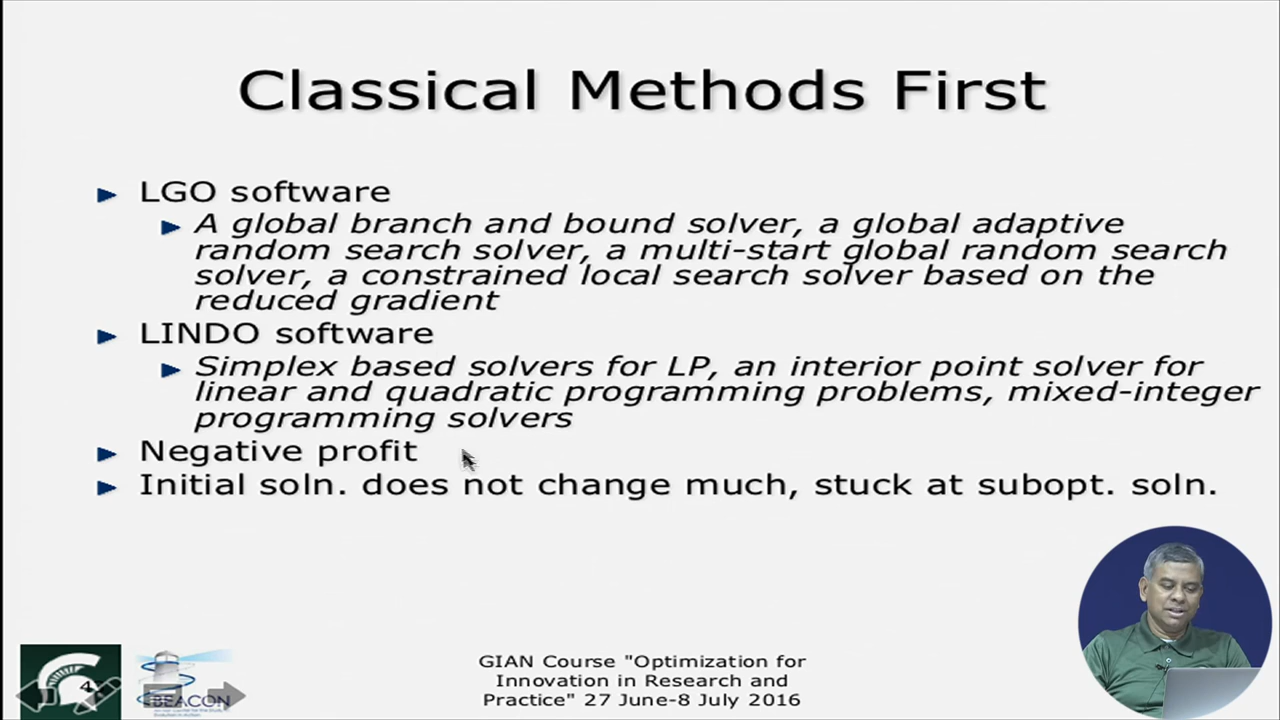 Classical Methods First
LGO software
A global branch and bound solver, a global adaptive
random search solver, a multi-start global random search
solver, a constrained local search solver based on the
reduced gradient
LINDO software
Simplex based solvers for LP, an interior point solver for
linear and quadratic programming problems, mixed-integer
programming solvers
Negative profit
Initial soln. does not change much, stuck at subopt. soln.
GIAN Course "Optimization for
Innovation in Research and
Practice" 27 June-8 July 2016
BEACON